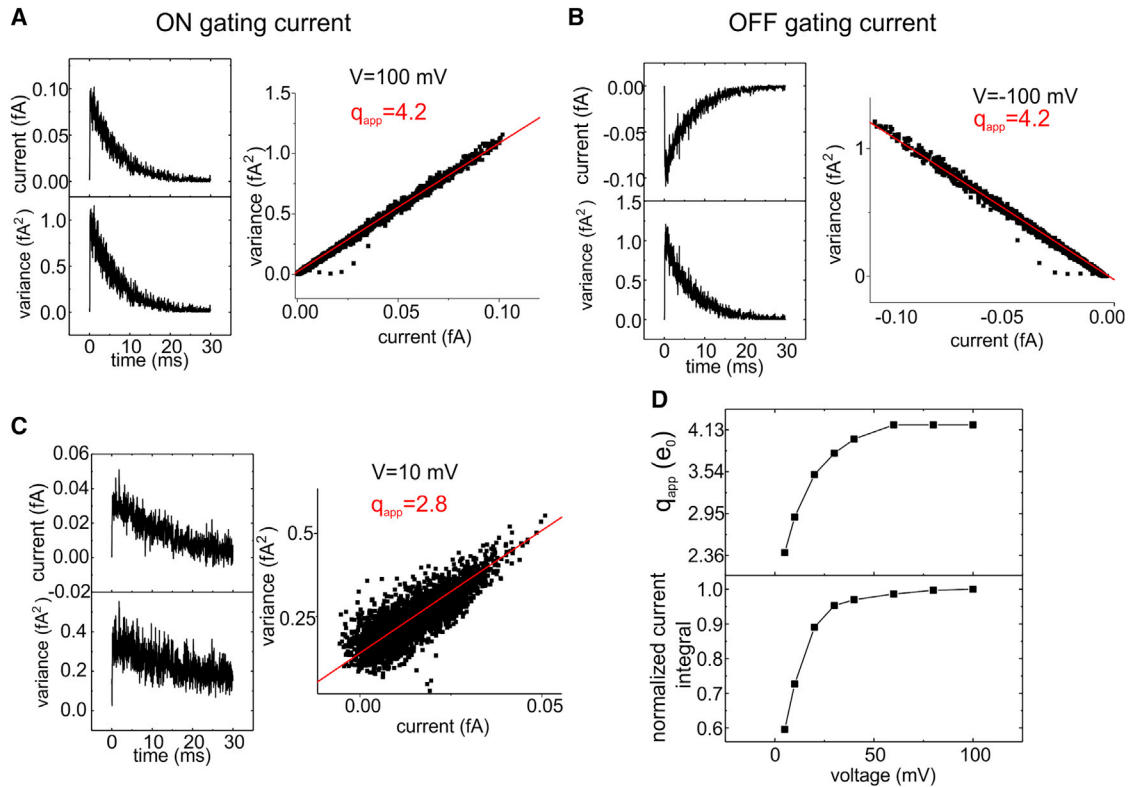 A
ON gating current
B
OFF gating current
0.10
0.05
0.00
current (fA)
1.0
0.5
0.0
variance (fA²)
0 10 20 30
time (ms)
V=100 mV
qapp=4.2
1.5
1.0
0.5
0.0
variance (fA²)
0.00 0.05 0.10
current (fA)
0.00
-0.05
-0.10
current (fA)
1.5
1.0
0.5
0.0
variance (fA²)
0 10 20 30
time (ms)
V=-100 mV
qapp=4.2
1
0
variance (fA²)
-0.10 -0.05 0.00
current (fA)
C
0.06
0.04
0.02
0.00
-0.02
current (fA)
0.4
0.2
0.0
variance (fA²)
0 10 20 30
time (ms)
V=10 mV
qapp=2.8
0.5
0.25
variance (fA²)
0.00 0.05
current (fA)
D
4.13
3.54
2.95
2.36
qapp (e0)
1.0
0.9
0.8
0.7
0.6
normalized current
integral
0 50 100
voltage (mV)